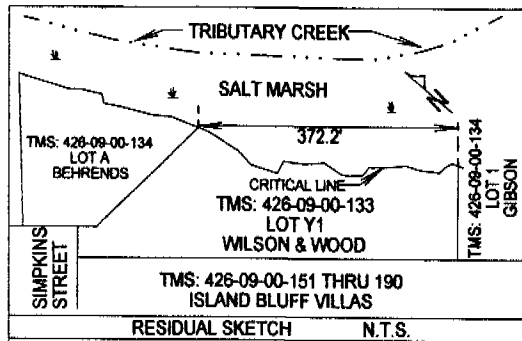 TRIBUTARY CREEK
SALT MARSH
N
372.2'
TMS: 426-09-00-134
LOT A
BEHRENDS
CRITICAL LINE
TMS: 426-09-00-133
LOT Y1
WILSON & WOOD
TMS: 426-09-00-134
LOT 1
GIBSON
SIMPKINS
STREET
TMS: 426-09-00-151 THRU 190
ISLAND BLUFF VILLAS
RESIDUAL SKETCH N.T.S.